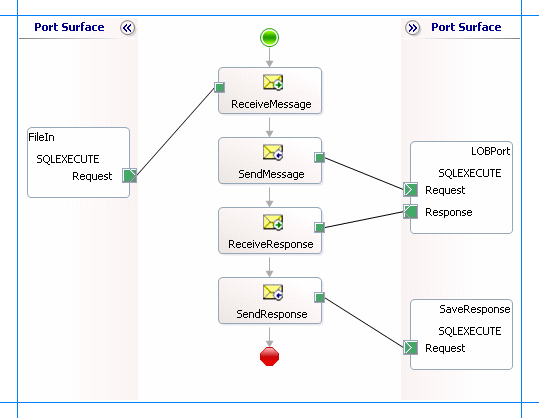 Port Surface
Port Surface
ReceiveMessage
FileIn
SQLEXECUTE
Request
SendMessage
LOBPort
SQLEXECUTE
Request
Response
ReceiveResponse
SendResponse
SaveResponse
SQLEXECUTE
Request